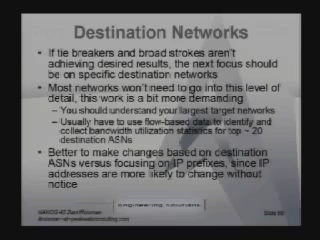 Destination Networks
• If tie breakers and broad strokes aren't
achieving desired results, the next focus should
be on specific destination networks
• Most networks won't need to go into this level of
detail, this work is a bit more demanding
– You should understand your largest target networks
– Usually have to use flow-based data to identify and
collect bandwidth utilization statistics for top ~ 20
destination ASNs
• Better to make changes based on destination
ASNs versus focusing on IP prefixes, since IP
addresses are more likely to change without
notice
Engineering Solutions
Slide